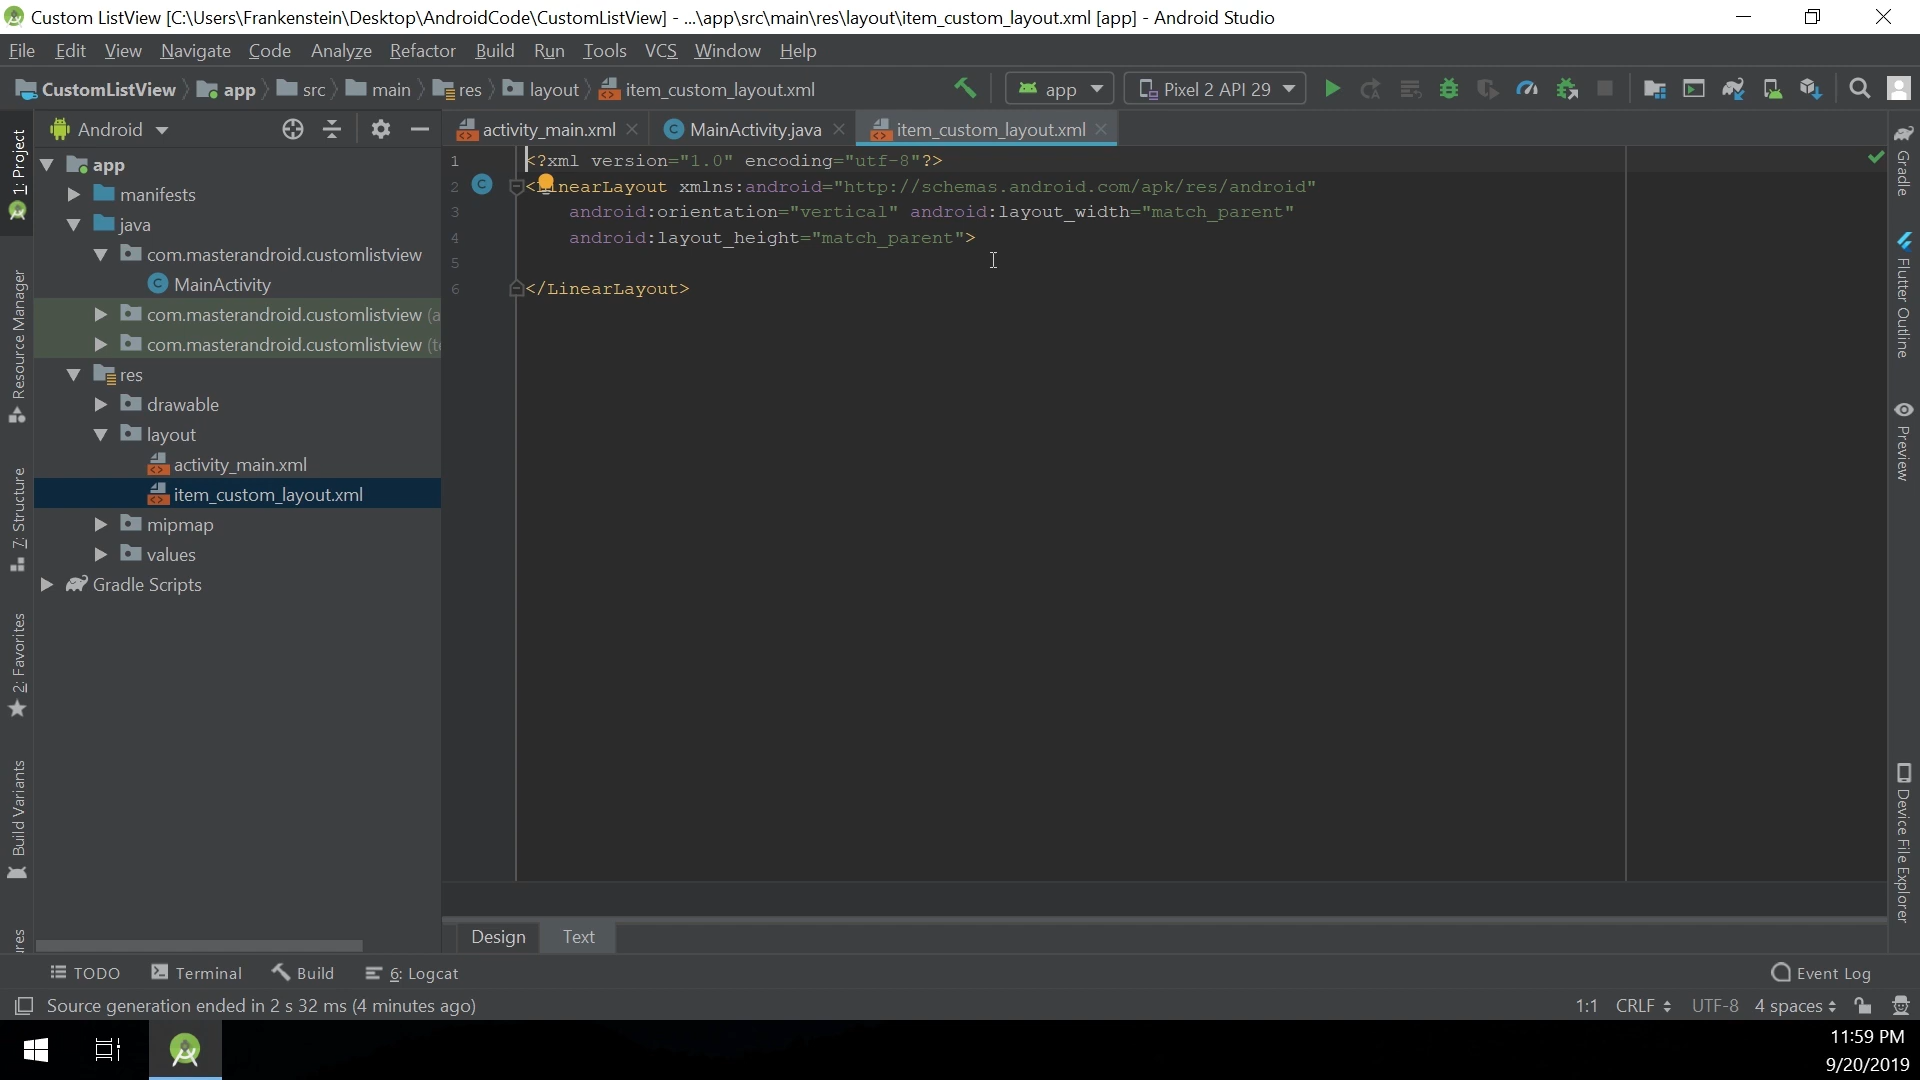 Custom ListView [C:\Users\Frankenstein\Desktop\AndroidCode\CustomListView] - ...\app\src\main\res\layout\item_custom_layout.xml [app] - Android Studio
File Edit View Navigate Code Analyze Refactor Build Run Tools VCS Window Help
CustomListView app src main res layout item_custom_layout.xml app Pixel 2 API 29
Android
activity_main.xml MainActivity.java item_custom_layout.xml
1: Project
Resource Manager
7: Structure
2: Favorites
Build Variants
res
app
manifests
java
com.masterandroid.customlistview
MainActivity
com.masterandroid.customlistview (a
com.masterandroid.customlistview (t
res
drawable
layout
activity_main.xml
item_custom_layout.xml
mipmap
values
Gradle Scripts
1 <?xml version="1.0" encoding="utf-8"?>
2 C <LinearLayout xmlns:android="http://schemas.android.com/apk/res/android"
3 android:orientation="vertical" android:layout_width="match_parent"
4 android:layout_height="match_parent">
5
6 </LinearLayout>
Gradle
Flutter Outline
Preview
Device File Explorer
Design Text
TODO Terminal Build 6: Logcat Event Log
Source generation ended in 2 s 32 ms (4 minutes ago) 1:1 CRLF UTF-8 4 spaces
11:59 PM
9/20/2019